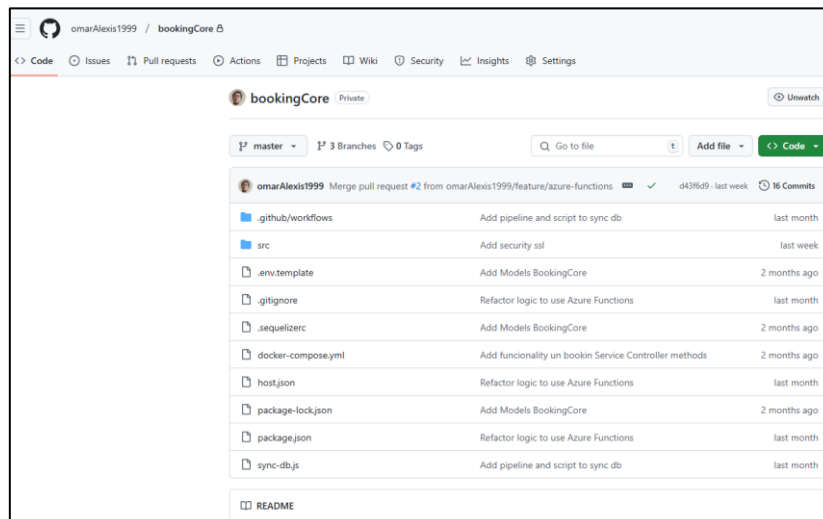 omarAlexis1999 / bookingCore
Code Issues Pull requests Actions Projects Wiki Security Insights Settings
bookingCore Private Unwatch
master 3 Branches 0 Tags Go to file t Add file Code
omarAlexis1999 Merge pull request #2 from omarAlexis1999/feature/azure-functions d43f6d9 · last week 16 Commits
.github/workflows Add pipeline and script to sync db last month
src Add security ssl last week
.env.template Add Models BookingCore 2 months ago
.gitignore Refactor logic to use Azure Functions last month
.sequelizerc Add Models BookingCore 2 months ago
docker-compose.yml Add funcionality un bookin Service Controller methods 2 months ago
host.json Refactor logic to use Azure Functions last month
package-lock.json Add Models BookingCore 2 months ago
package.json Refactor logic to use Azure Functions last month
sync-db.js Add pipeline and script to sync db last month
README